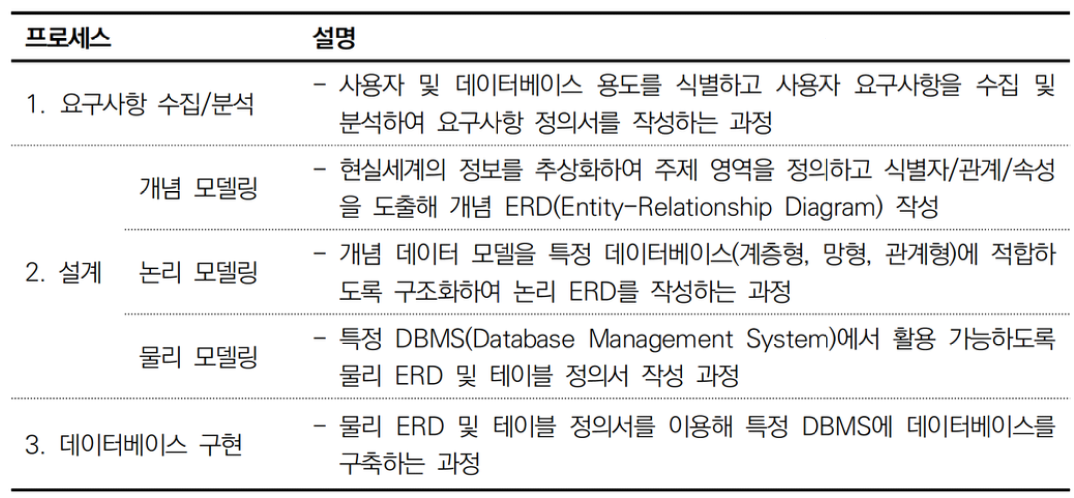 프로세스 설명
1. 요구사항 수집/분석
- 사용자 및 데이터베이스 용도를 식별하고 사용자 요구사항을 수집 및
분석하여 요구사항 정의서를 작성하는 과정
2. 설계
개념 모델링
- 현실세계의 정보를 추상화하여 주제 영역을 정의하고 식별자/관계/속성
을 도출해 개념 ERD(Entity-Relationship Diagram) 작성
논리 모델링
- 개념 데이터 모델을 특정 데이터베이스(계층형, 망형, 관계형)에 적합하
도록 구조화하여 논리 ERD를 작성하는 과정
물리 모델링
- 특정 DBMS(Database Management System)에서 활용 가능하도록
물리 ERD 및 테이블 정의서 작성 과정
3. 데이터베이스 구현
- 물리 ERD 및 테이블 정의서를 이용해 특정 DBMS에 데이터베이스를
구축하는 과정